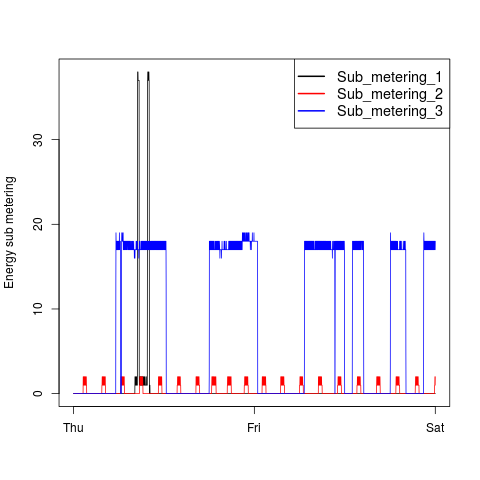 Sub_metering_1
Sub_metering_2
Sub_metering_3
Energy sub metering
30
20
10
0
Thu Fri Sat